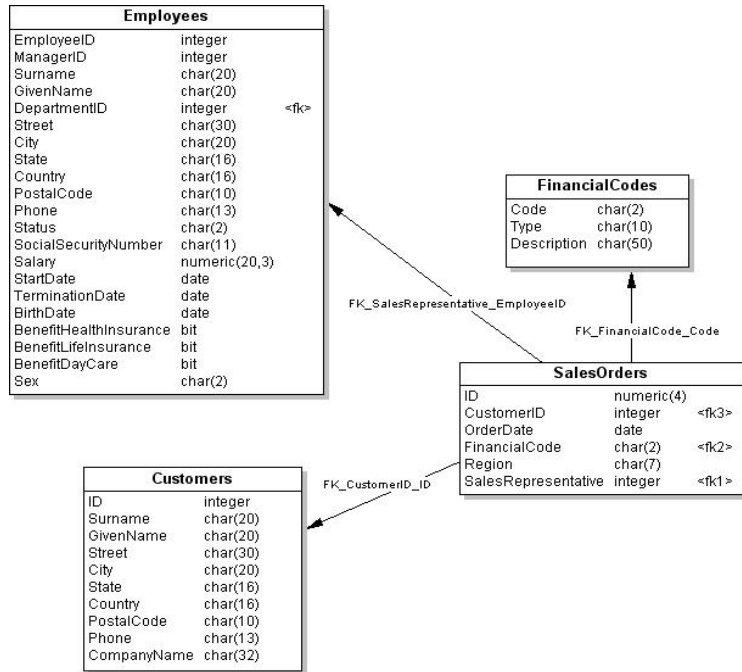 Employees
EmployeeID integer
ManagerID integer
Surname char(20)
GivenName char(20)
DepartmentID integer <fk>
Street char(30)
City char(20)
State char(16)
Country char(16)
PostalCode char(10)
Phone char(13)
Status char(2)
SocialSecurityNumber char(11)
Salary numeric(20,3)
StartDate date
TerminationDate date
BirthDate date
BenefitHealthInsurance bit
BenefitLifeInsurance bit
BenefitDayCare bit
Sex char(2)
FinancialCodes
Code char(2)
Type char(10)
Description char(50)
FK_SalesRepresentative_EmployeeID
FK_FinancialCode_Code
SalesOrders
ID numeric(4)
CustomerID integer <fk3>
OrderDate date
FinancialCode char(2) <fk2>
Region char(7)
SalesRepresentative integer <fk1>
FK_CustomerID_ID
Customers
ID integer
Surname char(20)
GivenName char(20)
Street char(30)
City char(20)
State char(16)
Country char(16)
PostalCode char(10)
Phone char(13)
CompanyName char(32)